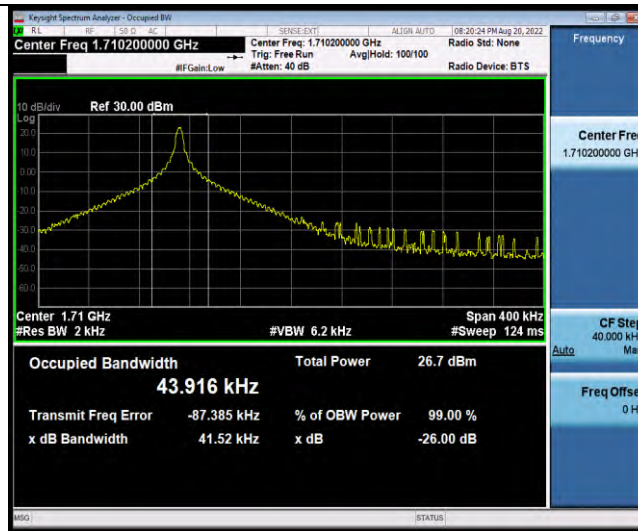 Keysight Spectrum Analyzer - Occupied BW
RL RF 50 Ω AC SENSE:EXT ALIGN AUTO 08:20:24 PM Aug 20, 2022
Center Freq 1.710200000 GHz
Center Freq: 1.710200000 GHz
Radio Std: None
Trig: Free Run Avg|Hold: 100/100
#IFGain:Low
#Atten: 40 dB
Radio Device: BTS
Frequency
10 dB/div Ref 30.00 dBm
Log
20.0
10.0
0.00
-10.0
-20.0
-30.0
-40.0
-50.0
-60.0
Center Fre
1.710200000 GH
Center 1.71 GHz
Span 400 kHz
#Res BW 2 kHz
#VBW 6.2 kHz
#Sweep 124 ms
CF Step
40.000 kH
Auto Ma
Occupied Bandwidth
Total Power 26.7 dBm
43.916 kHz
Transmit Freq Error -87.385 kHz
% of OBW Power 99.00 %
x dB Bandwidth 41.52 kHz
x dB -26.00 dB
Freq Offse
0 H
MSG
STATUS